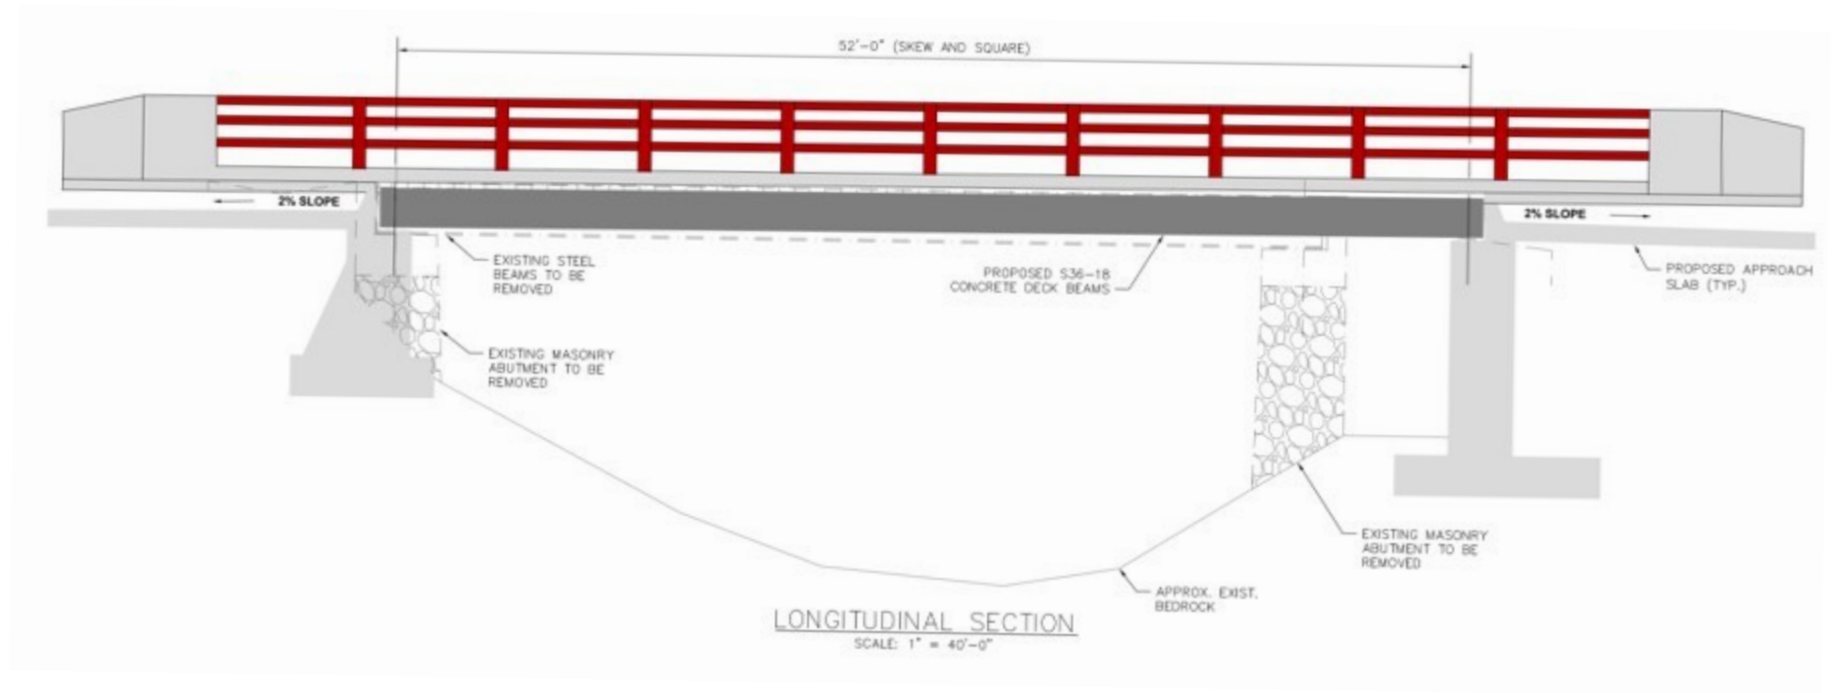 52'-0" (SKEW AND SQUARE)
2% SLOPE
2% SLOPE
EXISTING STEEL
BEAMS TO BE
REMOVED
PROPOSED S36-18
CONCRETE DECK BEAMS
PROPOSED APPROACH
SLAB (TYP.)
EXISTING MASONRY
ABUTMENT TO BE
REMOVED
EXISTING MASONRY
ABUTMENT TO BE
REMOVED
APPROX. EXIST.
BEDROCK
LONGITUDINAL SECTION
SCALE: 1" = 40'-0"